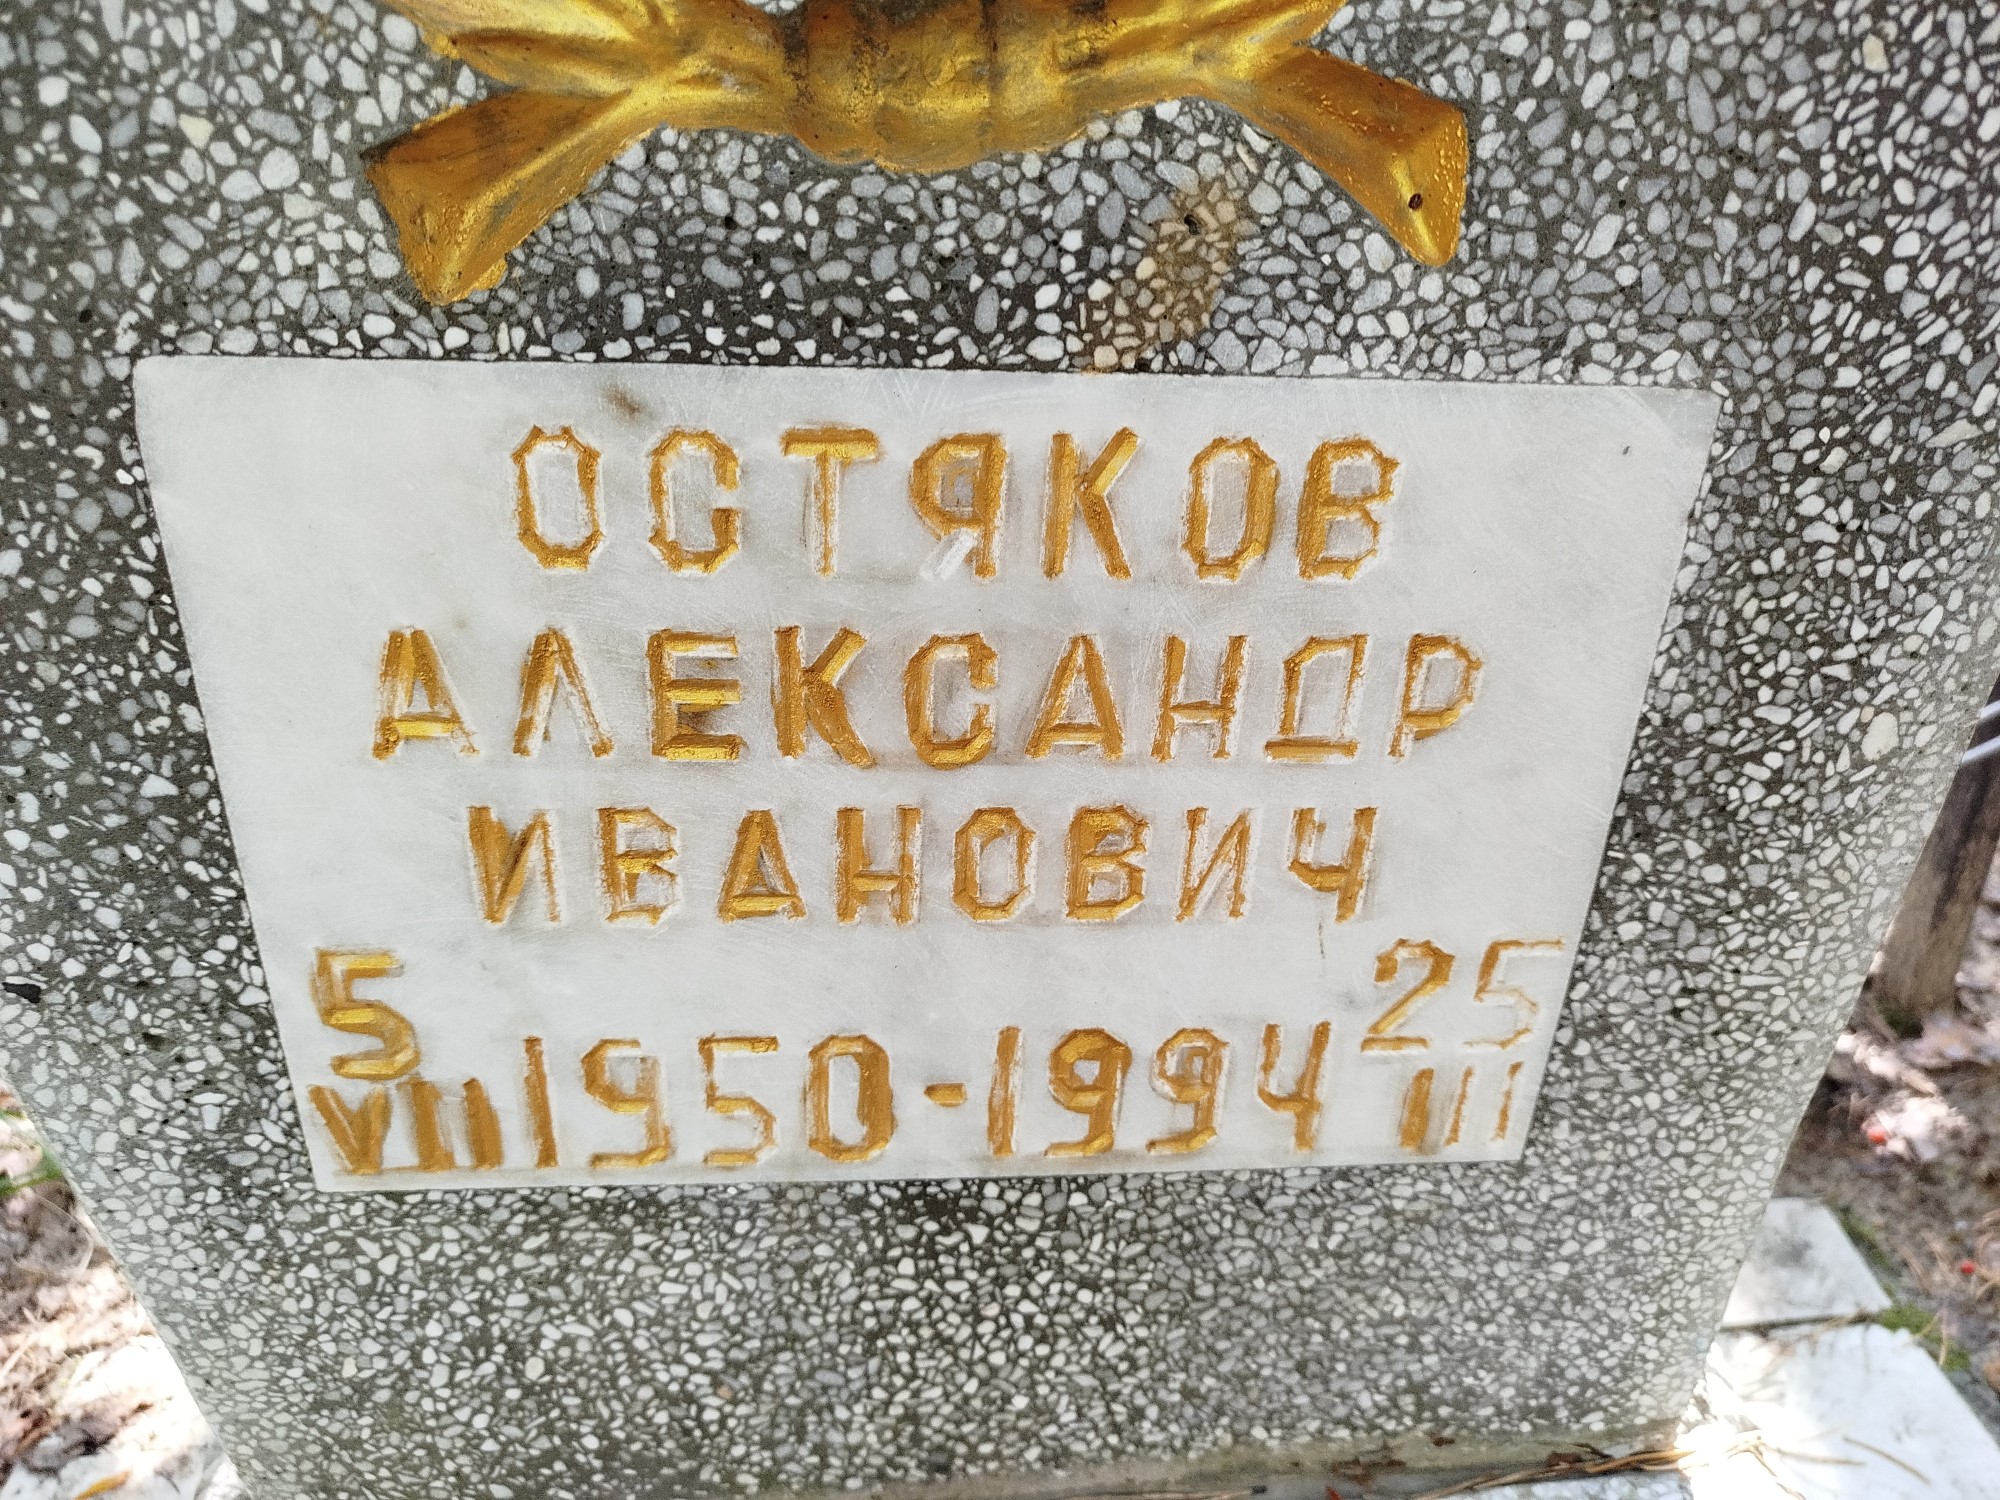 ОСТЯКОВ
АЛЕКСАНДР
ИВАНОВИЧ
5 25
VIII 1950-1994 III